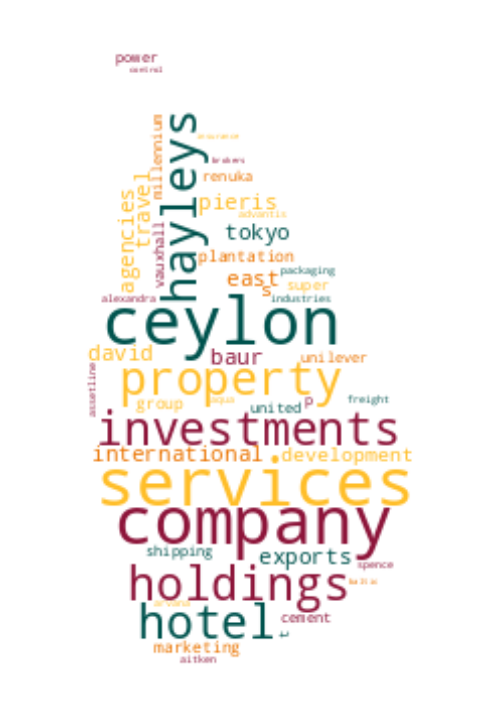 power
control
hayleys
millennium
insurance
brokers
renuka
travel
agencies
pieris
advantis
vauxhall
tokyo
plantation
packaging
east
super
s
industries
alexandra
ceylon
david
baur
unilever
assetline
property
group
aqua
united
p
freight
investments
international
development
services
company
shipping
exports
spence
holdings
hotel
cement
marketing
aitken